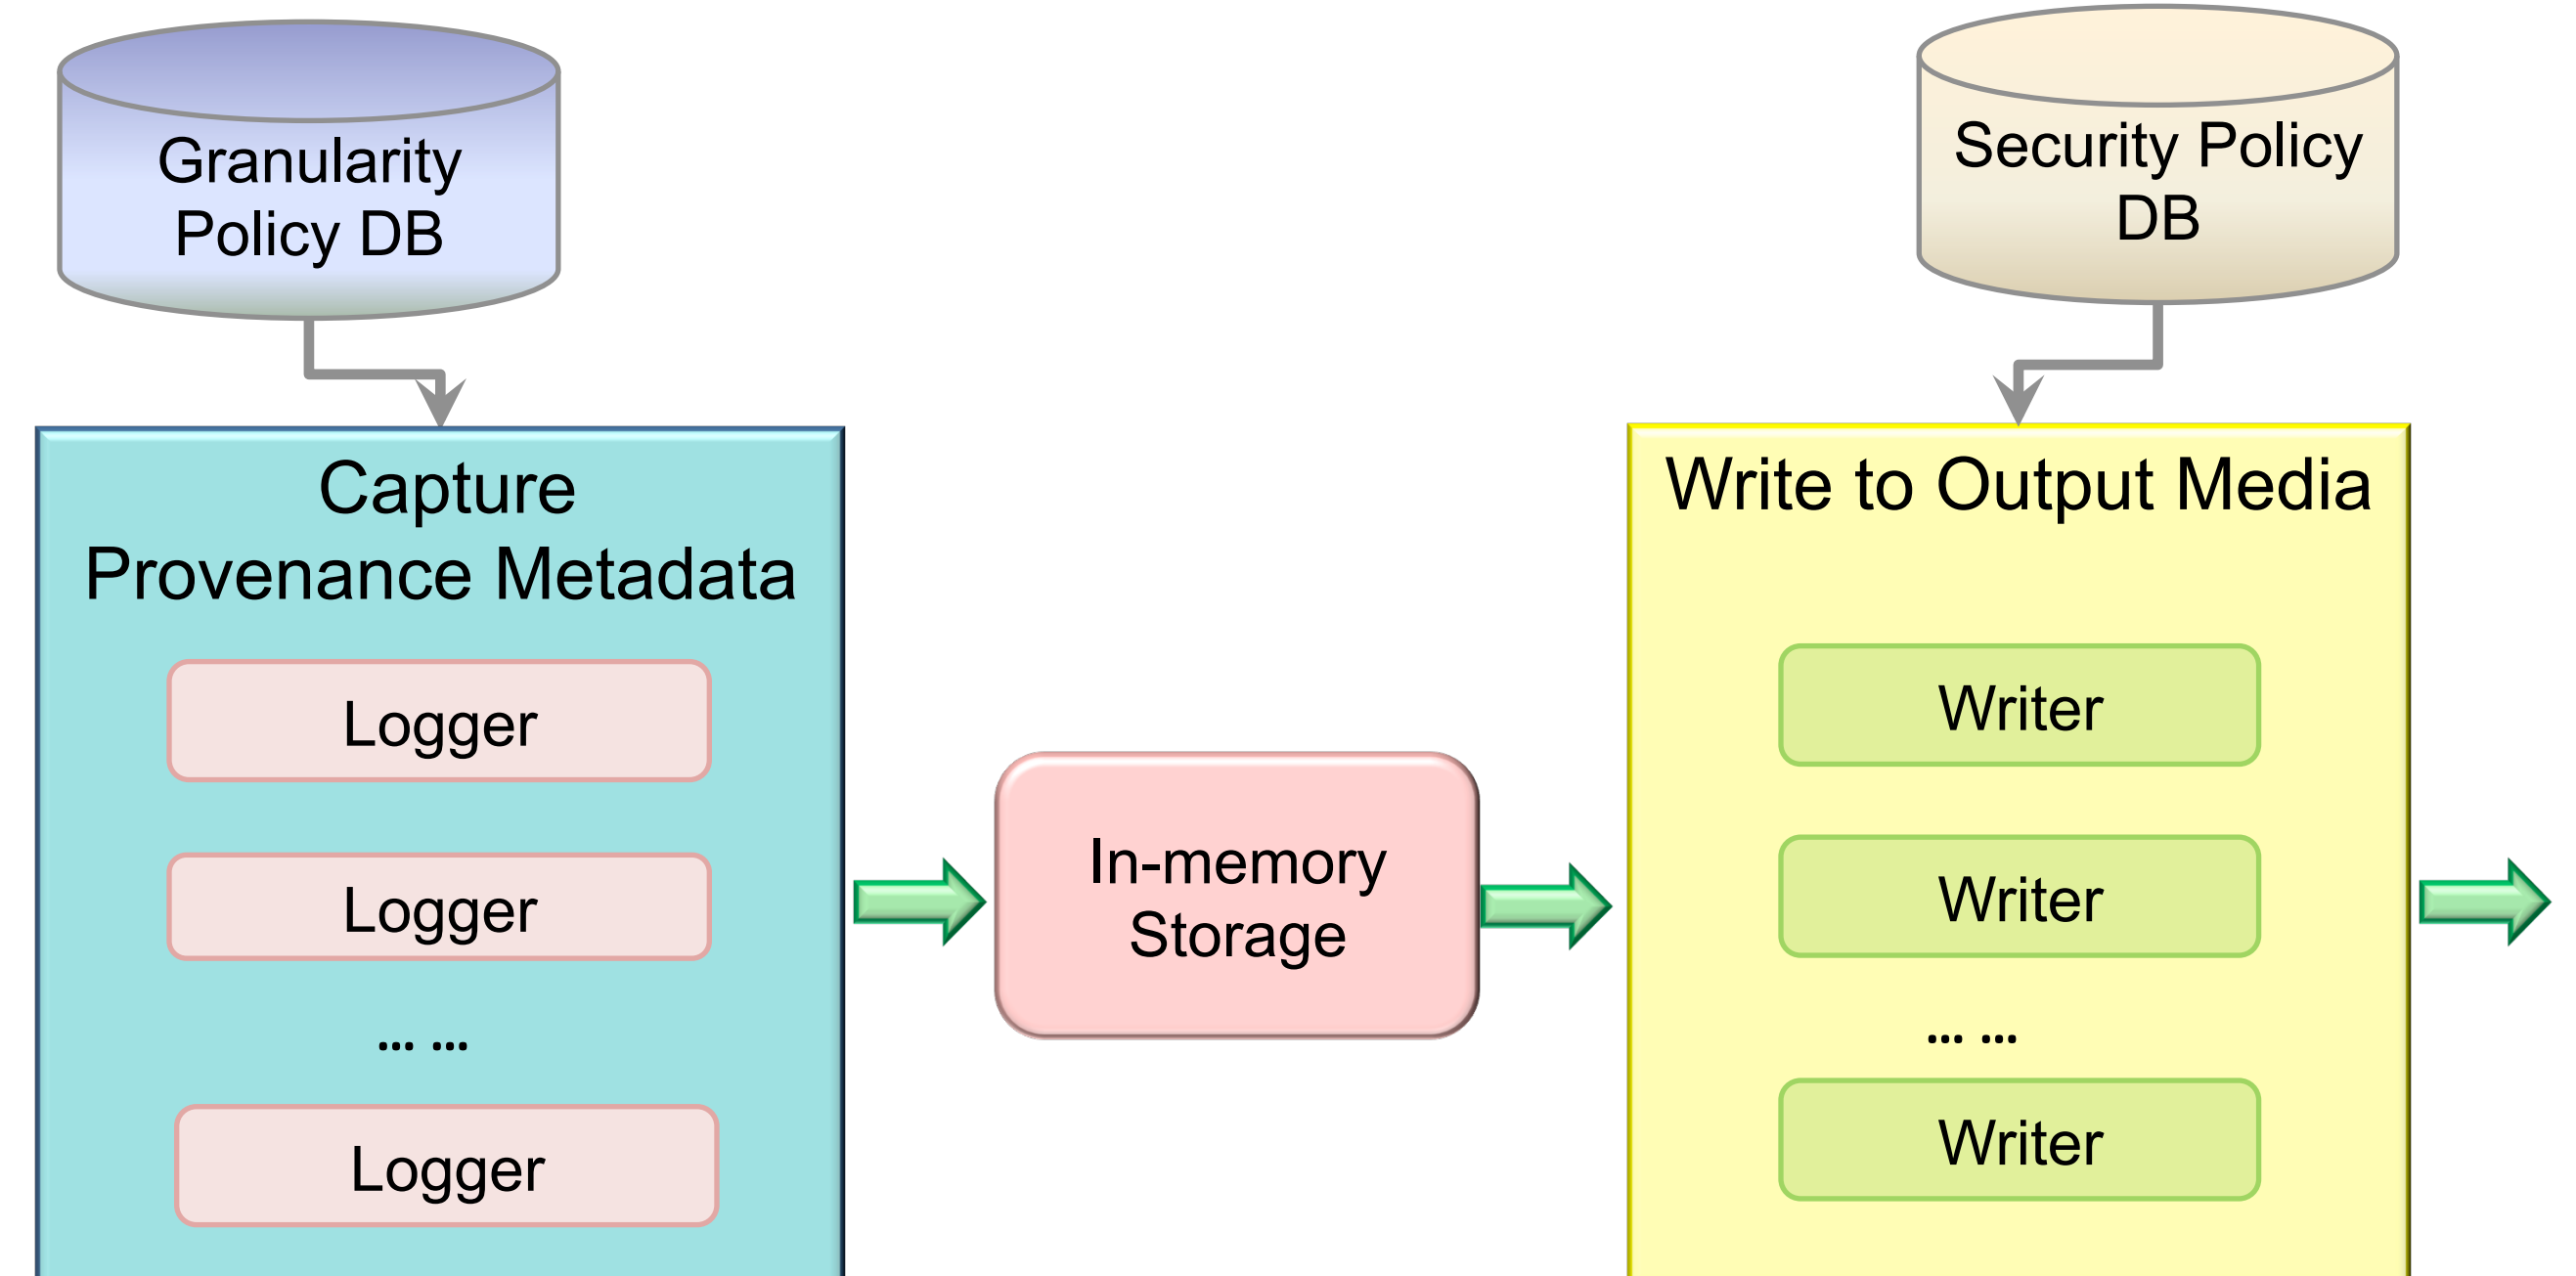 Granularity
Policy DB
Security Policy
DB
Capture
Provenance Metadata
Logger
Logger
... ...
Logger
In-memory
Storage
Write to Output Media
Writer
Writer
... ...
Writer